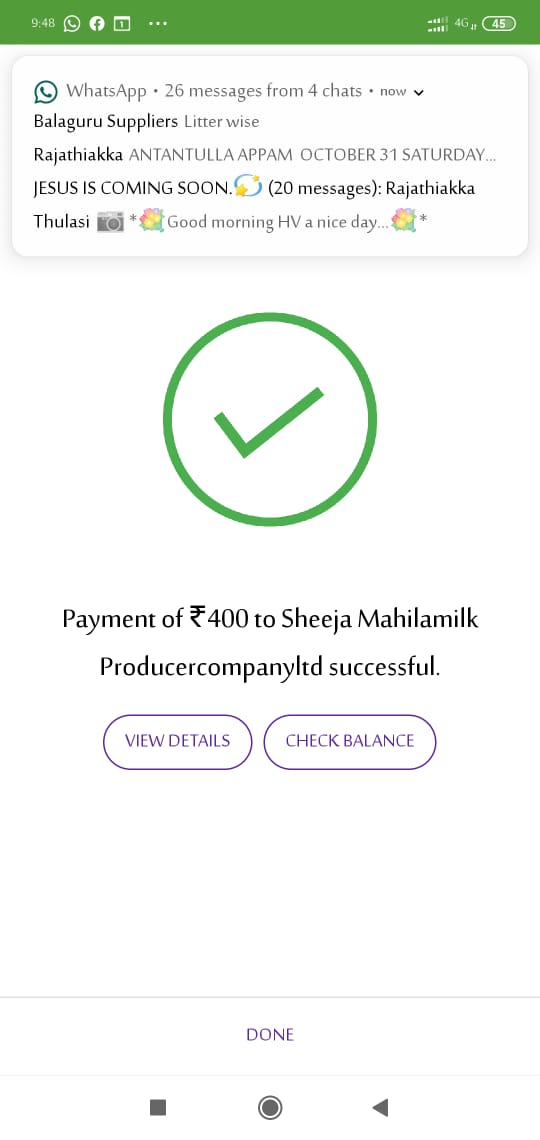 9:48 1 ... 4G 45
WhatsApp • 26 messages from 4 chats • now
Balaguru Suppliers Litter wise
Rajathiakka ANTANTULLA APPAM OCTOBER 31 SATURDAY...
JESUS IS COMING SOON.💫 (20 messages): Rajathiakka
Thulasi 📷 *💐Good morning HV a nice day...💐*
Payment of ₹400 to Sheeja Mahilamilk
Producercompanyltd successful.
VIEW DETAILS CHECK BALANCE
DONE